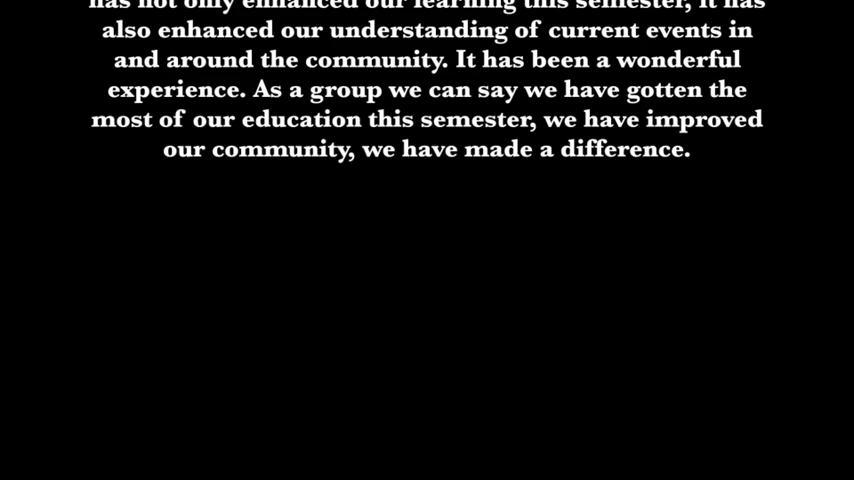 has not only enhanced our learning this semester, it has
also enhanced our understanding of current events in
and around the community. It has been a wonderful
experience. As a group we can say we have gotten the
most of our education this semester, we have improved
our community, we have made a difference.